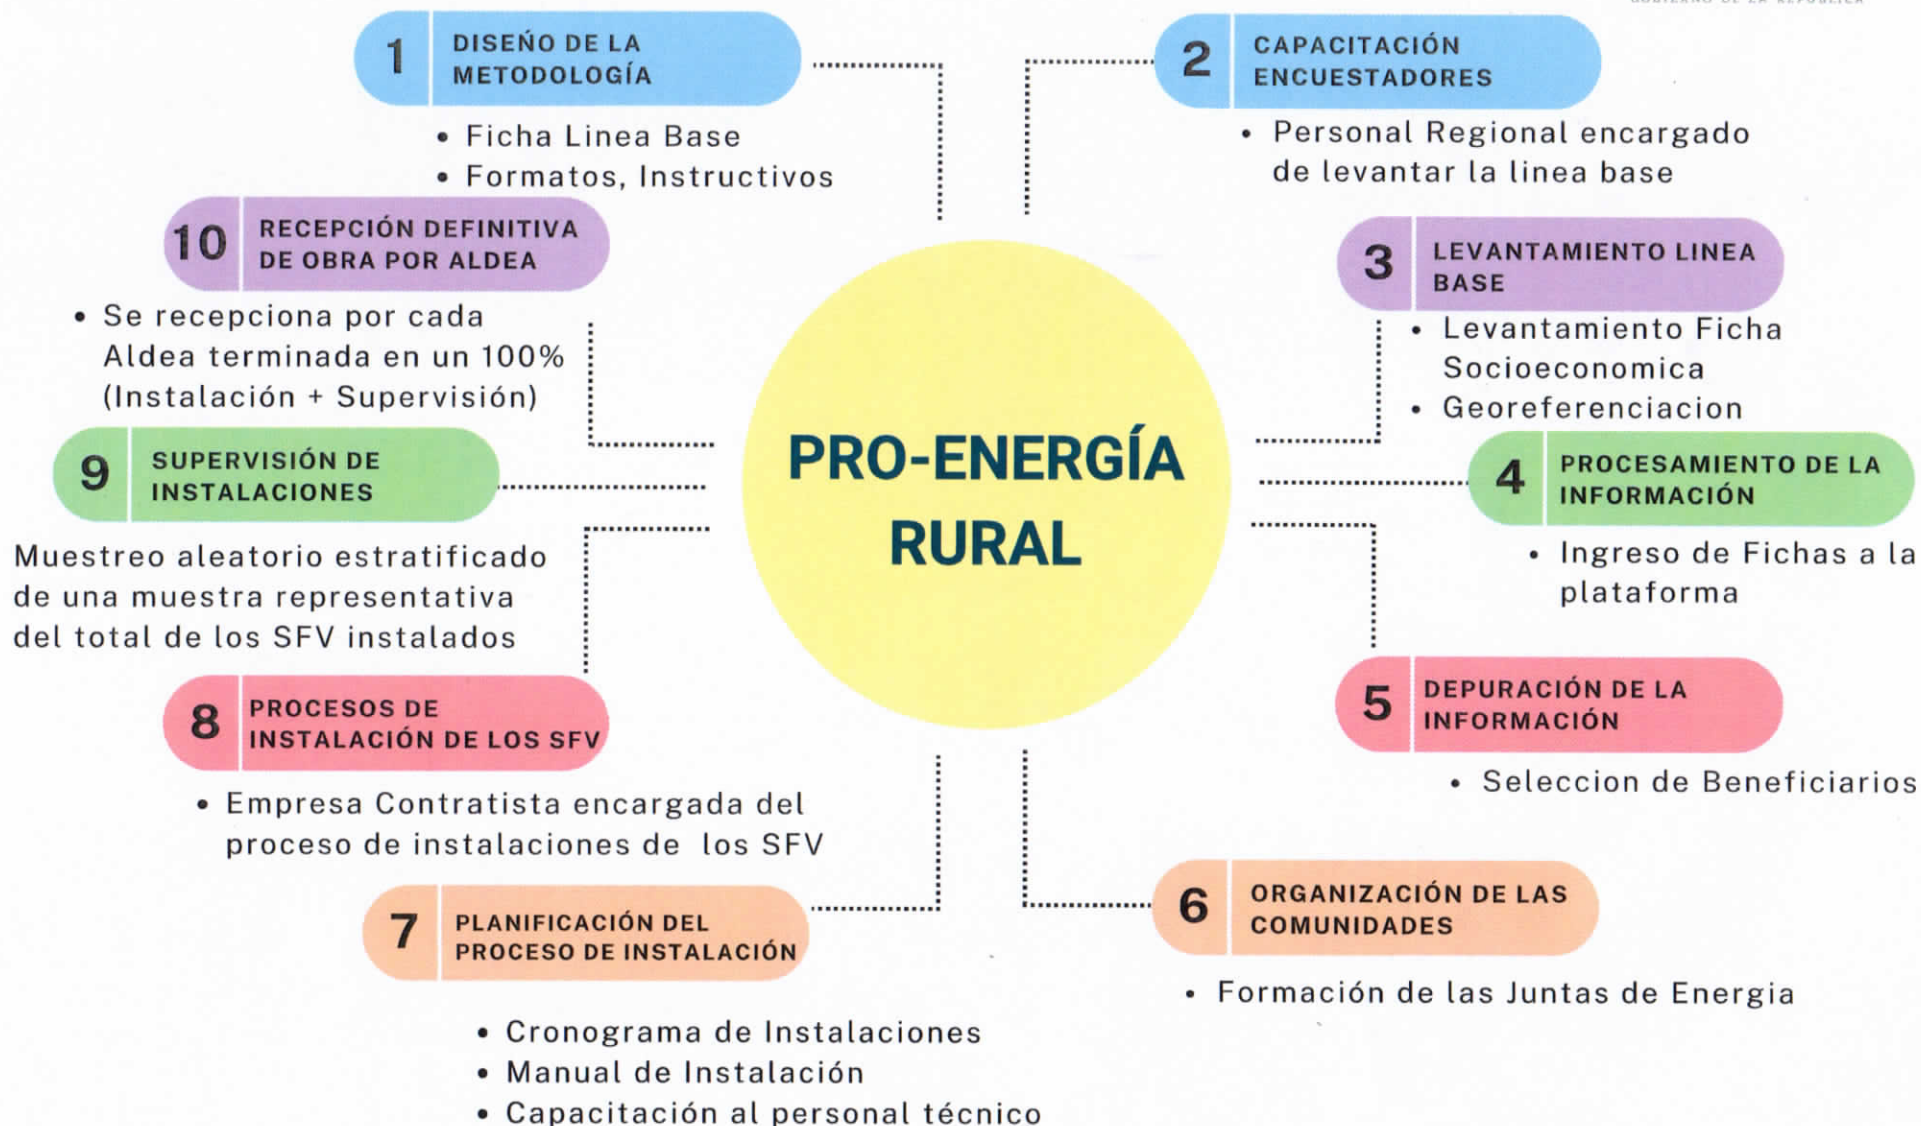 GOBIERNO DE LA REPÚBLICA
1
DISEÑO DE LA
METODOLOGÍA
• Ficha Linea Base
• Formatos, Instructivos
2
CAPACITACIÓN
ENCUESTADORES
• Personal Regional encargado
de levantar la linea base
3
LEVANTAMIENTO LINEA
BASE
• Levantamiento Ficha
Socioeconomica
• Georeferenciacion
4
PROCESAMIENTO DE LA
INFORMACIÓN
• Ingreso de Fichas a la
plataforma
5
DEPURACIÓN DE LA
INFORMACIÓN
• Seleccion de Beneficiarios
6
ORGANIZACIÓN DE LAS
COMUNIDADES
• Formación de las Juntas de Energia
7
PLANIFICACIÓN DEL
PROCESO DE INSTALACIÓN
• Cronograma de Instalaciones
• Manual de Instalación
• Capacitación al personal técnico
8
PROCESOS DE
INSTALACIÓN DE LOS SFV
• Empresa Contratista encargada del
proceso de instalaciones de los SFV
9
SUPERVISIÓN DE
INSTALACIONES
Muestreo aleatorio estratificado
de una muestra representativa
del total de los SFV instalados
10
RECEPCIÓN DEFINITIVA
DE OBRA POR ALDEA
• Se recepciona por cada
Aldea terminada en un 100%
(Instalación + Supervisión)
PRO-ENERGÍA
RURAL